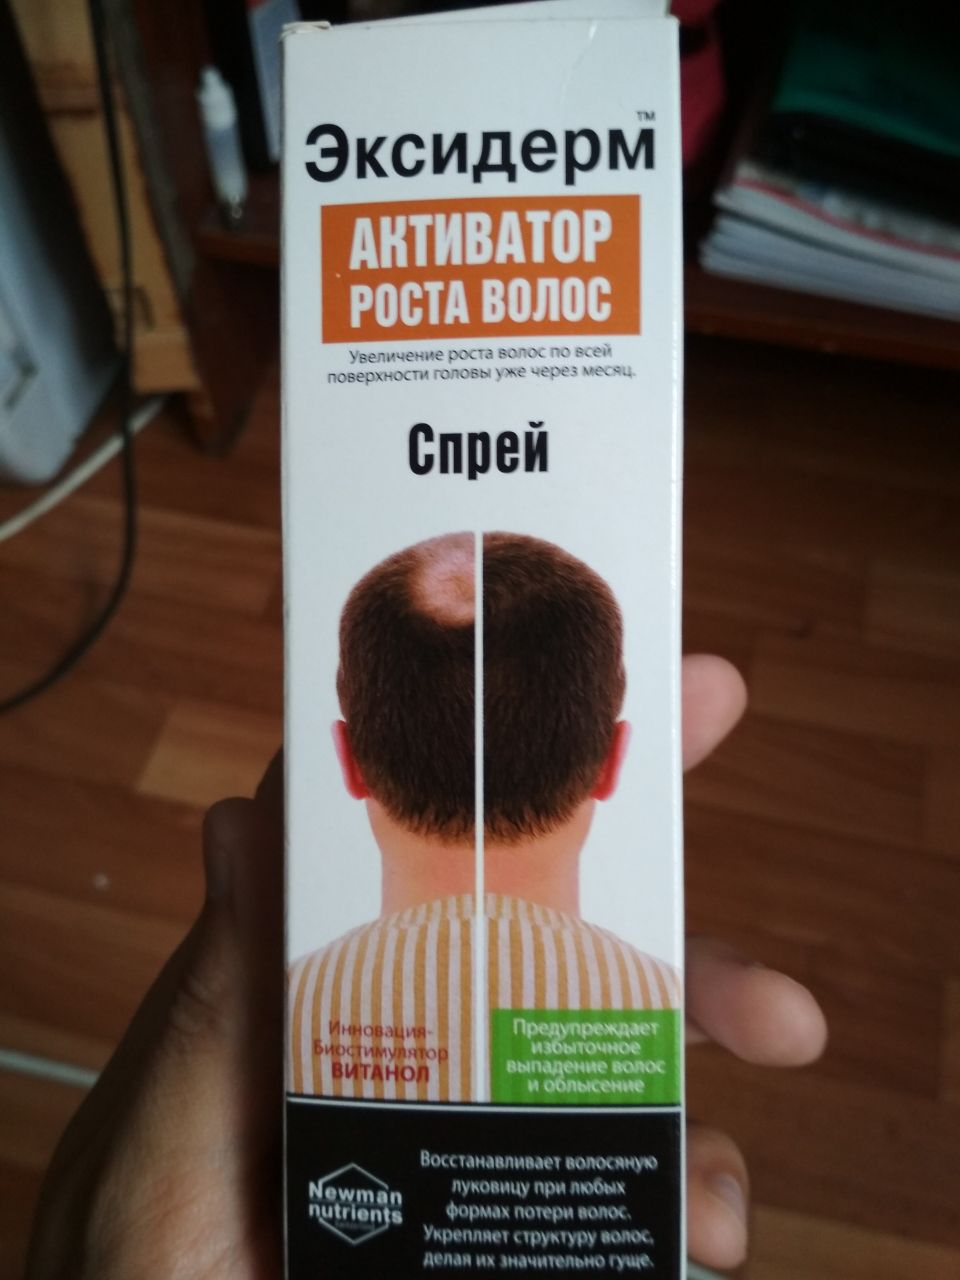 Эксидерм™
АКТИВАТОР
РОСТА ВОЛОС
Увеличение роста волос по всей
поверхности головы уже через месяц.
Спрей
Инновация-
Биостимулятор
ВИТАНОЛ
Предупреждает
избыточное
выпадение волос
и облысение
Newman
nutrients
Восстанавливает волосяную
луковицу при любых
формах потери волос.
Укрепляет структуру волос,
делая их значительно гуще.